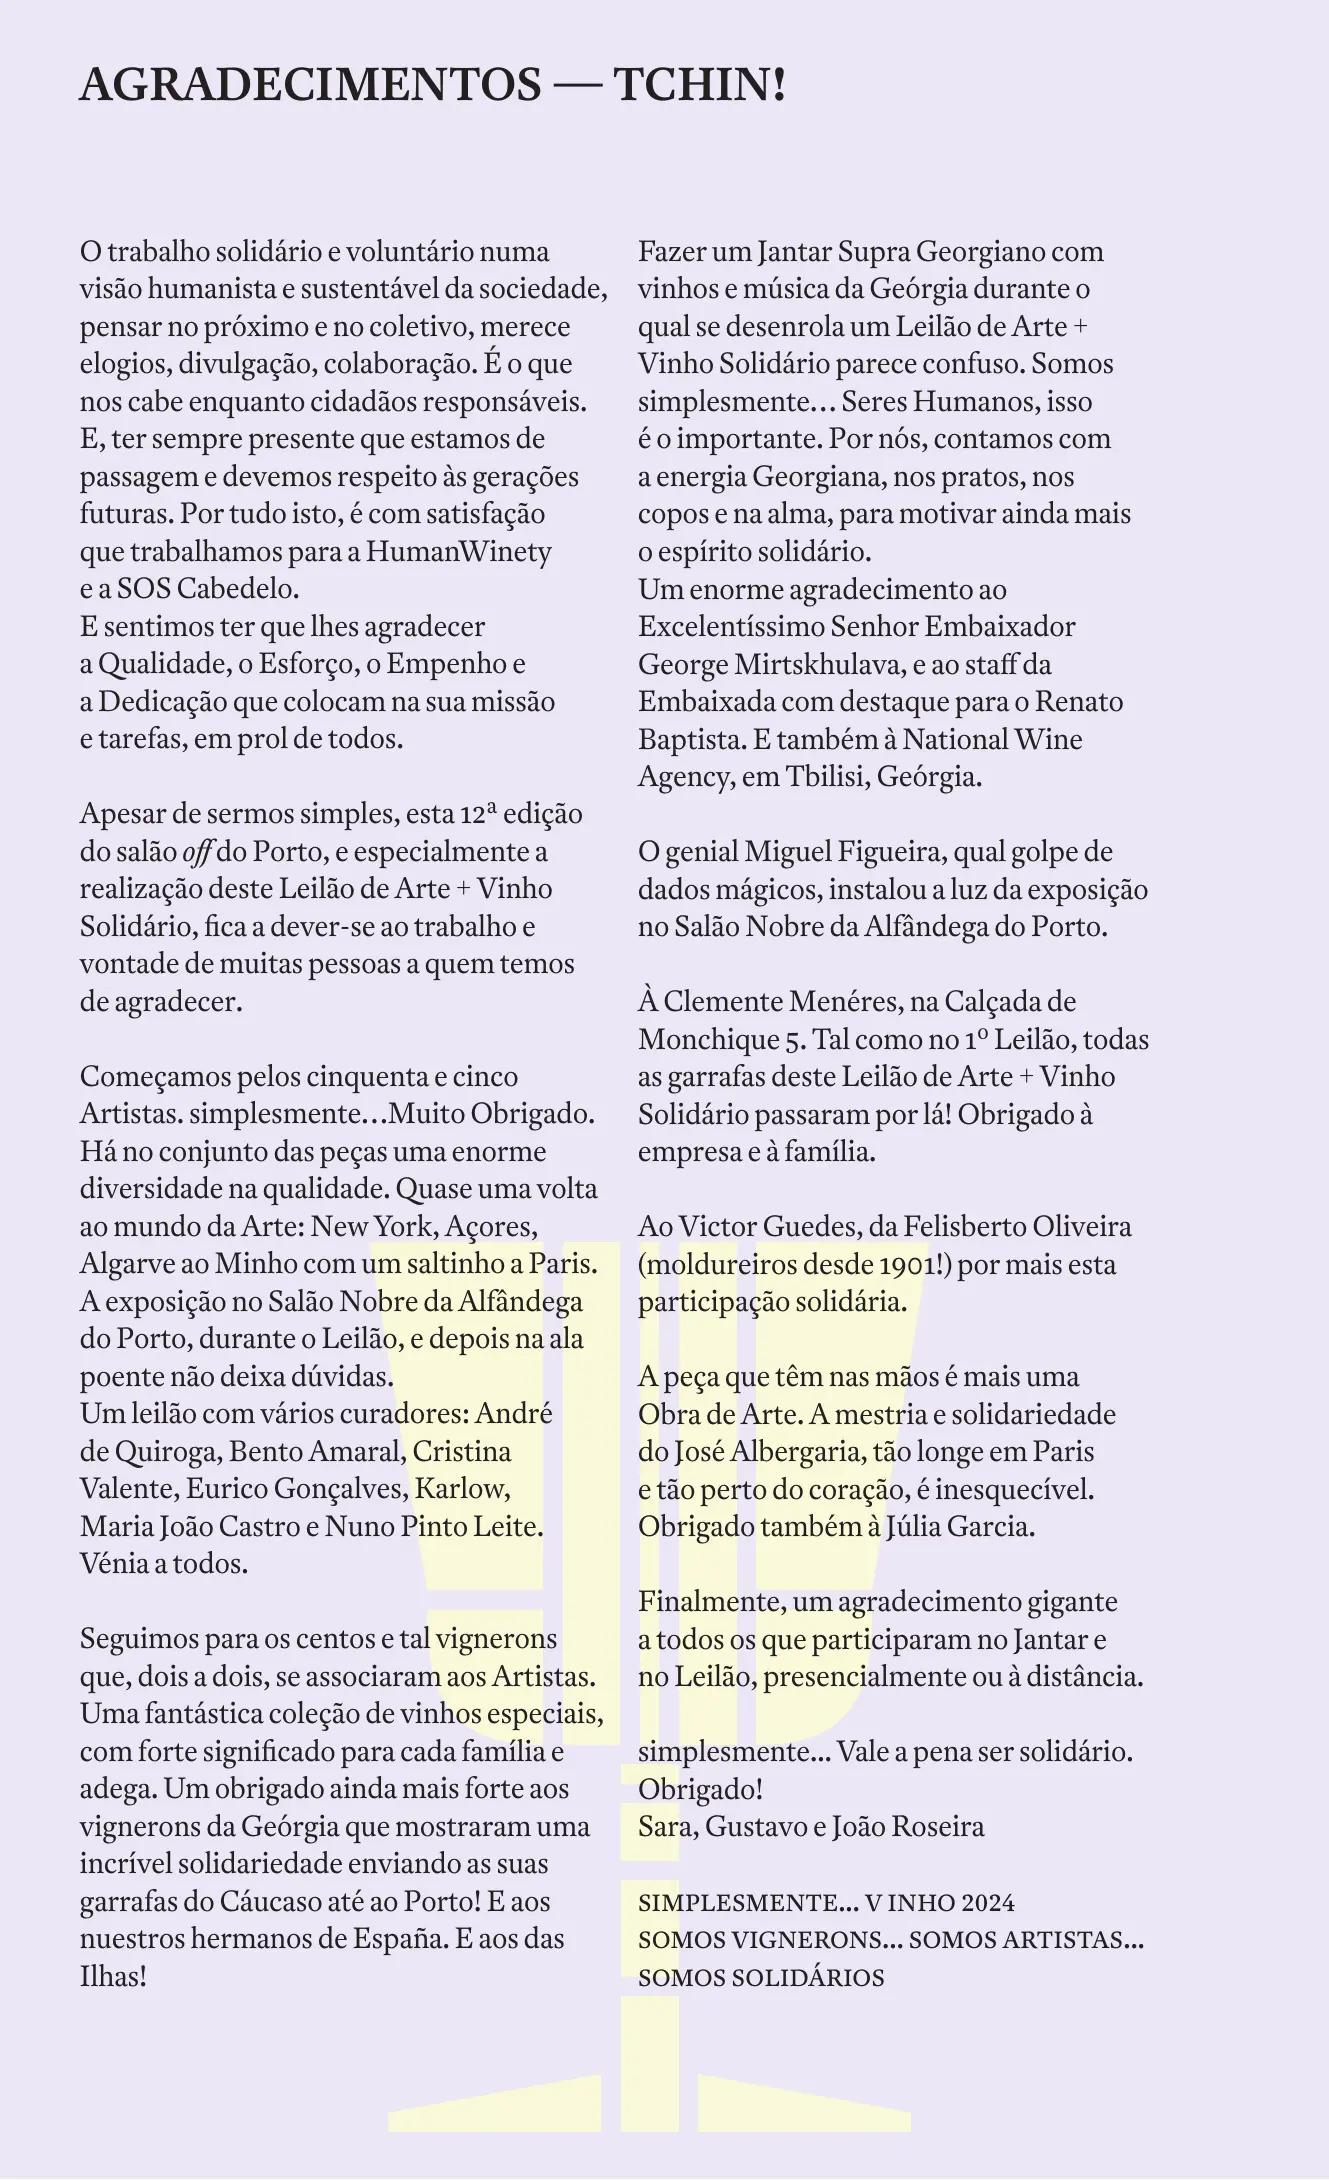 AGRADECIMENTOS — TCHIN!
O trabalho solidário e voluntário numa
visão humanista e sustentável da sociedade,
pensar no próximo e no coletivo, merece
elogios, divulgação, colaboração. É o que
nos cabe enquanto cidadãos responsáveis.
E, ter sempre presente que estamos de
passagem e devemos respeito às gerações
futuras. Por tudo isto, é com satisfação
que trabalhamos para a HumanWinety
e a SOS Cabedelo.
E sentimos ter que lhes agradecer
a Qualidade, o Esforço, o Empenho e
a Dedicação que colocam na sua missão
e tarefas, em prol de todos.
Apesar de sermos simples, esta 12ª edição
do salão off do Porto, e especialmente a
realização deste Leilão de Arte + Vinho
Solidário, fica a dever-se ao trabalho e
vontade de muitas pessoas a quem temos
de agradecer.
Começamos pelos cinquenta e cinco
Artistas. simplesmente…Muito Obrigado.
Há no conjunto das peças uma enorme
diversidade na qualidade. Quase uma volta
ao mundo da Arte: New York, Açores,
Algarve ao Minho com um saltinho a Paris.
A exposição no Salão Nobre da Alfândega
do Porto, durante o Leilão, e depois na ala
poente não deixa dúvidas.
Um leilão com vários curadores: André
de Quiroga, Bento Amaral, Cristina
Valente, Eurico Gonçalves, Karlow,
Maria João Castro e Nuno Pinto Leite.
Vénia a todos.
Seguimos para os centos e tal vignerons
que, dois a dois, se associaram aos Artistas.
Uma fantástica coleção de vinhos especiais,
com forte significado para cada família e
adega. Um obrigado ainda mais forte aos
vignerons da Geórgia que mostraram uma
incrível solidariedade enviando as suas
garrafas do Cáucaso até ao Porto! E aos
nuestros hermanos de España. E aos das
Ilhas!
Fazer um Jantar Supra Georgiano com
vinhos e música da Geórgia durante o
qual se desenrola um Leilão de Arte +
Vinho Solidário parece confuso. Somos
simplesmente… Seres Humanos, isso
é o importante. Por nós, contamos com
a energia Georgiana, nos pratos, nos
copos e na alma, para motivar ainda mais
o espírito solidário.
Um enorme agradecimento ao
Excelentíssimo Senhor Embaixador
George Mirtskhulava, e ao staff da
Embaixada com destaque para o Renato
Baptista. E também à National Wine
Agency, em Tbilisi, Geórgia.
O genial Miguel Figueira, qual golpe de
dados mágicos, instalou a luz da exposição
no Salão Nobre da Alfândega do Porto.
À Clemente Menéres, na Calçada de
Monchique 5. Tal como no 1º Leilão, todas
as garrafas deste Leilão de Arte + Vinho
Solidário passaram por lá! Obrigado à
empresa e à família.
Ao Victor Guedes, da Felisberto Oliveira
(moldureiros desde 1901!) por mais esta
participação solidária.
A peça que têm nas mãos é mais uma
Obra de Arte. A mestria e solidariedade
do José Albergaria, tão longe em Paris
e tão perto do coração, é inesquecível.
Obrigado também à Júlia Garcia.
Finalmente, um agradecimento gigante
a todos os que participaram no Jantar e
no Leilão, presencialmente ou à distância.
simplesmente... Vale a pena ser solidário.
Obrigado!
Sara, Gustavo e João Roseira
SIMPLESMENTE... V INHO 2024
SOMOS VIGNERONS... SOMOS ARTISTAS...
SOMOS SOLIDÁRIOS